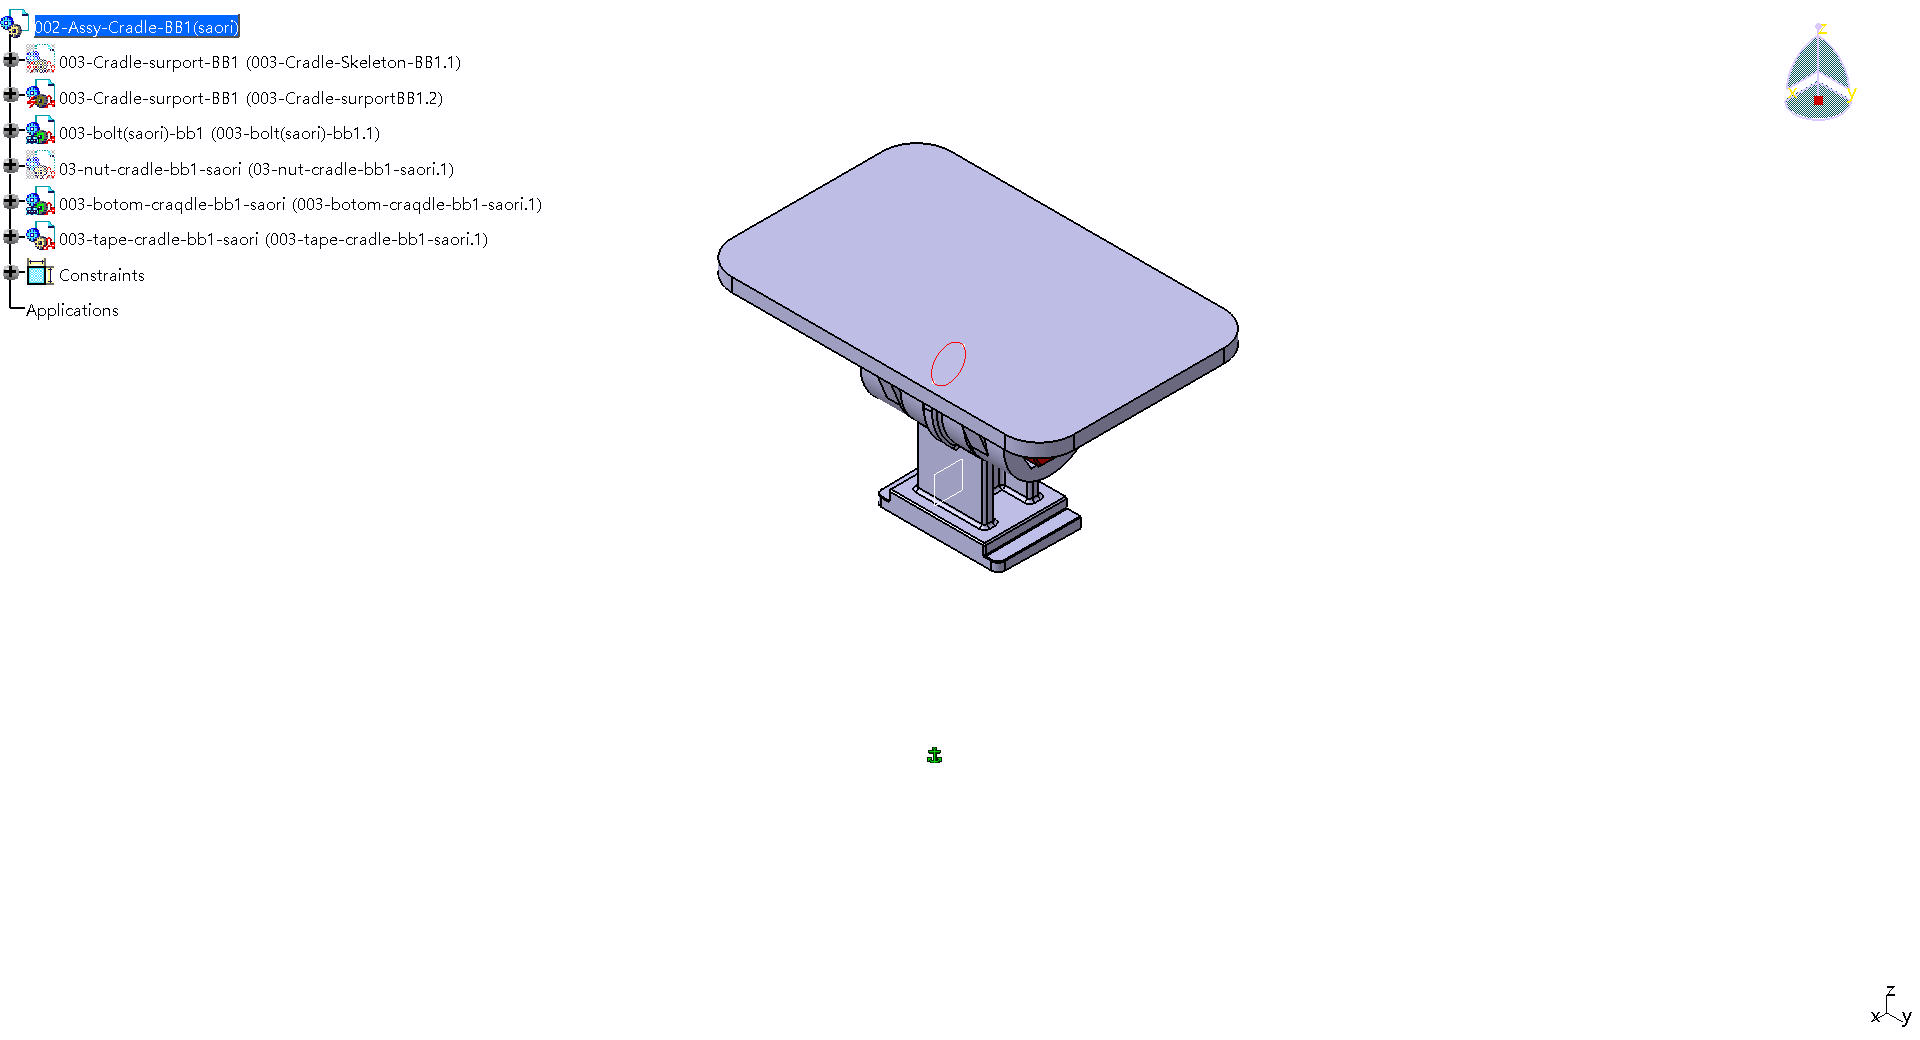 002-Assy-Cradle-BB1(saori)
003-Cradle-surport-BB1 (003-Cradle-Skeleton-BB1.1)
003-Cradle-surport-BB1 (003-Cradle-surportBB1.2)
003-bolt(saori)-bb1 (003-bolt(saori)-bb1.1)
03-nut-cradle-bb1-saori (03-nut-cradle-bb1-saori.1)
003-botom-craqdle-bb1-saori (003-botom-craqdle-bb1-saori.1)
003-tape-cradle-bb1-saori (003-tape-cradle-bb1-saori.1)
Constraints
Applications
z
x y
z
x y